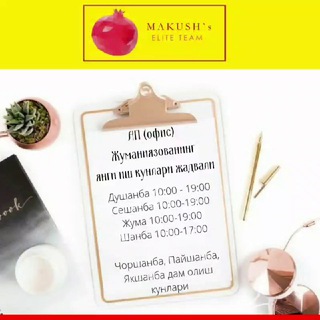 MAKUSH's
ELITE TEAM
АП (офис)
Жуманиязованинг
янги иш кунлари жадвали
Душанба 10:00 - 19:00
Сешанба 10:00-19:00
Жума 10:00-19:00
Шанба 10:00-17:00
Чоршанба, Пайшанба,
Якшанба дам олиш
кунлари